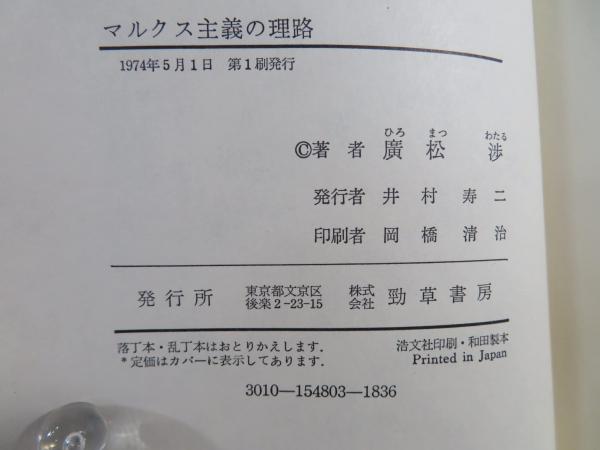 マルクス主義の理路
1974年5月1日 第1刷発行
ひろ まつ わたる
©著者 廣松 渉
発行者 井村寿二
印刷者 岡橋清治
発行所 東京都文京区後楽2-23-15 株式会社 勁草書房
落丁本・乱丁本はおとりかえします. 浩文社印刷・和田製本
*定価はカバーに表示してあります. Printed in Japan
3010—154803—1836